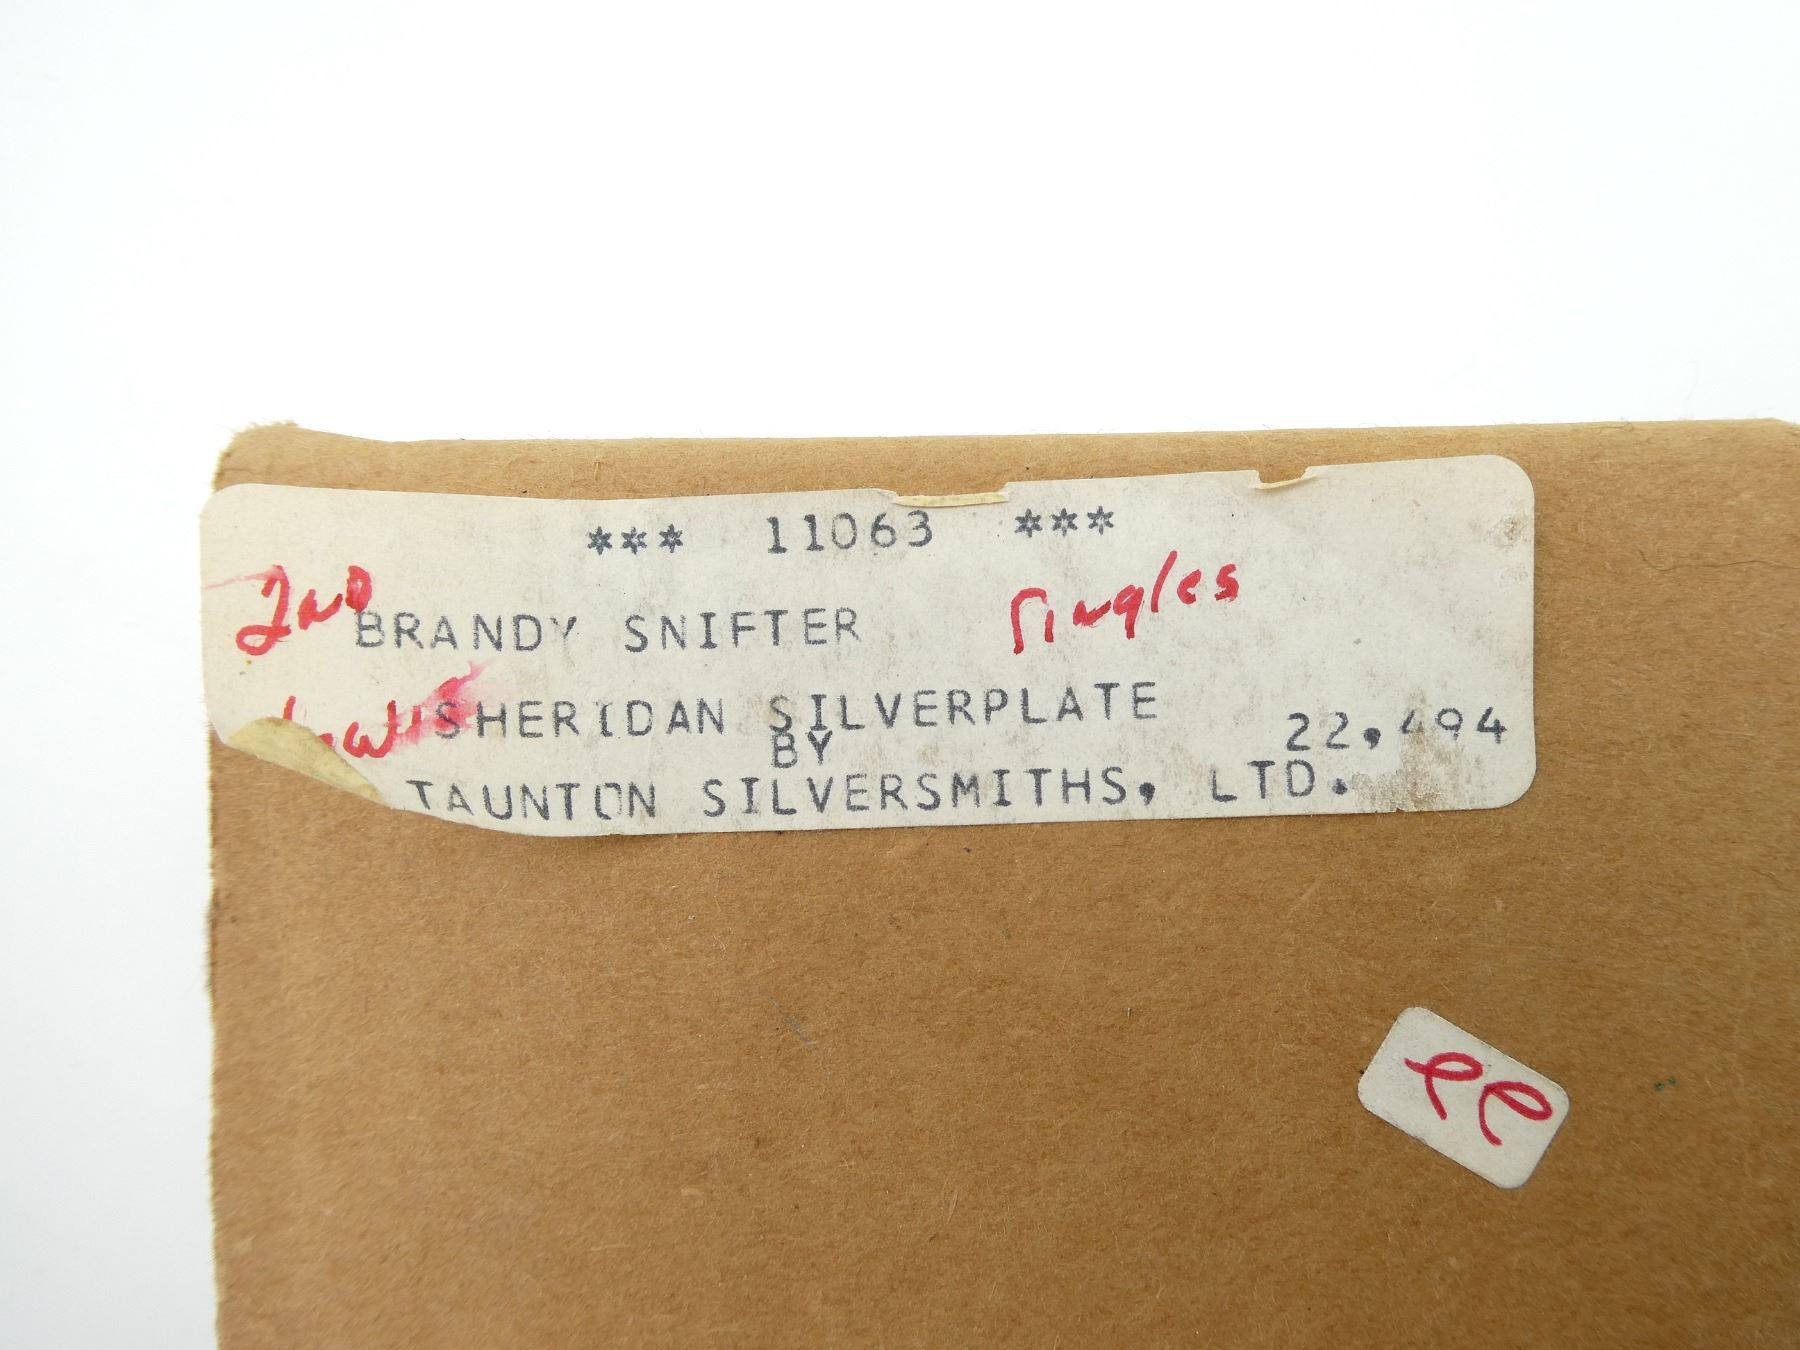 *** 11063 ***
2ND BRANDY SNIFTER singles
SHERIDAN SILVERPLATE
BY
TAUNTON SILVERSMITHS, LTD.